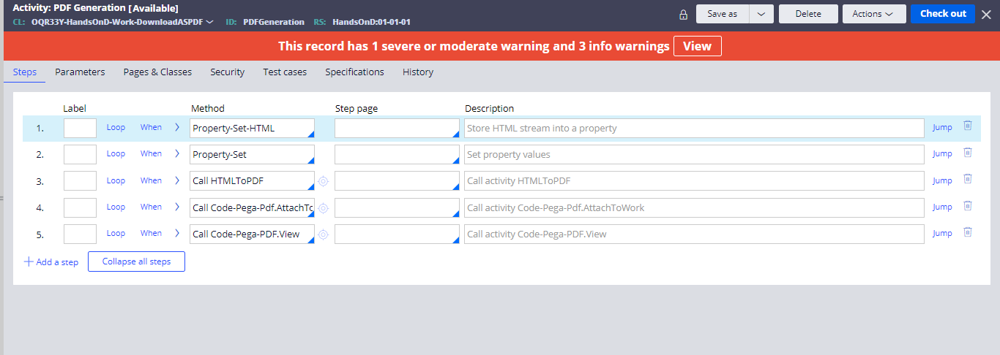 Activity: PDF Generation [Available]
CL: OQR33Y-HandsOnD-Work-DownloadASPDF ID: PDFGeneration RS: HandsOnD:01-01-01
Save as Delete Actions Check out
This record has 1 severe or moderate warning and 3 info warnings View
Steps Parameters Pages & Classes Security Test cases Specifications History
Label Method Step page Description
1. Loop When Property-Set-HTML Store HTML stream into a property Jump
2. Loop When Property-Set Set property values Jump
3. Loop When Call HTMLToPDF Call activity HTMLToPDF Jump
4. Loop When Call Code-Pega-Pdf.AttachTo Call activity Code-Pega-Pdf.AttachToWork Jump
5. Loop When Call Code-Pega-PDF.View Call activity Code-Pega-PDF.View Jump
Add a step Collapse all steps